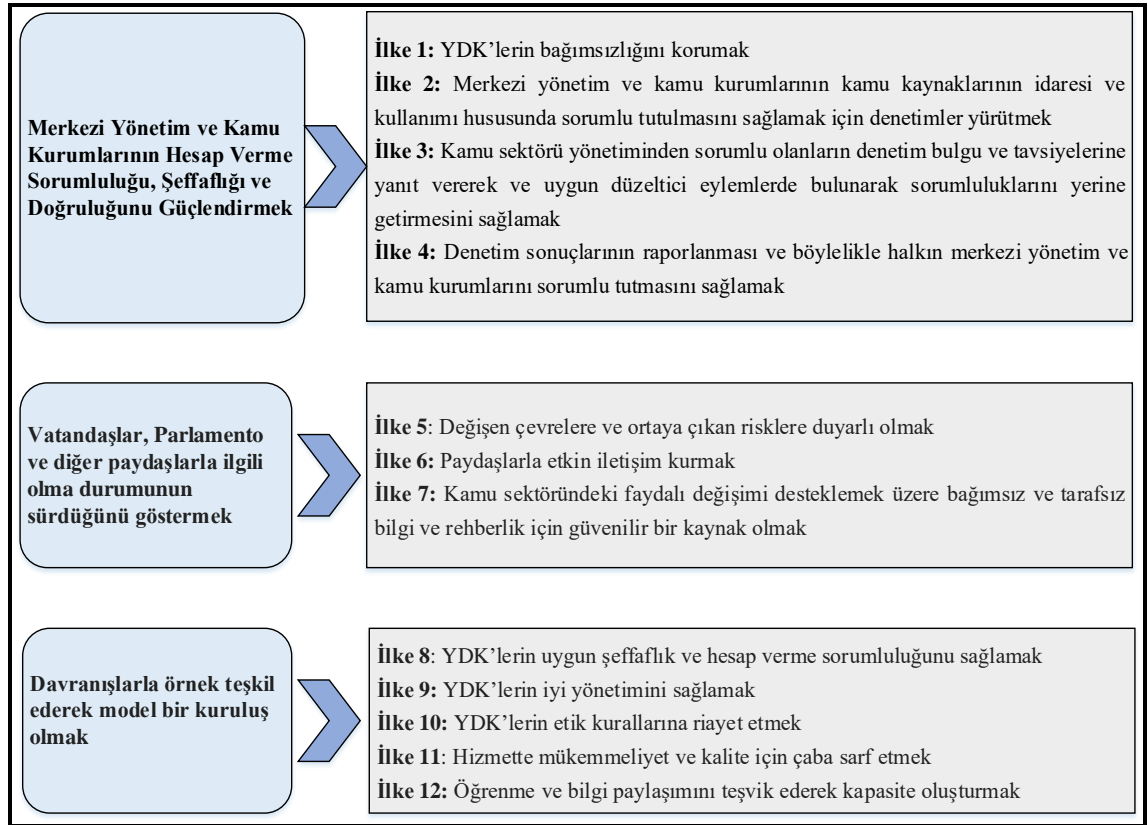 Merkezi Yönetim ve Kamu
Kurumlarının Hesap Verme
Sorumluluğu, Şeffaflığı ve
Doğruluğunu Güçlendirmek
İlke 1: YDK’lerin bağımsızlığını korumak
İlke 2: Merkezi yönetim ve kamu kurumlarının kamu kaynaklarının idaresi ve
kullanımı hususunda sorumlu tutulmasını sağlamak için denetimler yürütmek
İlke 3: Kamu sektörü yönetiminden sorumlu olanların denetim bulgu ve tavsiyelerine
yanıt vererek ve uygun düzeltici eylemlerde bulunarak sorumluluklarını yerine
getirmesini sağlamak
İlke 4: Denetim sonuçlarının raporlanması ve böylelikle halkın merkezi yönetim ve
kamu kurumlarını sorumlu tutmasını sağlamak
Vatandaşlar, Parlamento
ve diğer paydaşlarla ilgili
olma durumunun
sürdüğünü göstermek
İlke 5: Değişen çevrelere ve ortaya çıkan risklere duyarlı olmak
İlke 6: Paydaşlarla etkin iletişim kurmak
İlke 7: Kamu sektöründeki faydalı değişimi desteklemek üzere bağımsız ve tarafsız
bilgi ve rehberlik için güvenilir bir kaynak olmak
Davranışlarla örnek teşkil
ederek model bir kuruluş
olmak
İlke 8: YDK’lerin uygun şeffaflık ve hesap verme sorumluluğunu sağlamak
İlke 9: YDK’lerin iyi yönetimini sağlamak
İlke 10: YDK’lerin etik kurallarına riayet etmek
İlke 11: Hizmette mükemmeliyet ve kalite için çaba sarf etmek
İlke 12: Öğrenme ve bilgi paylaşımını teşvik ederek kapasite oluşturmak